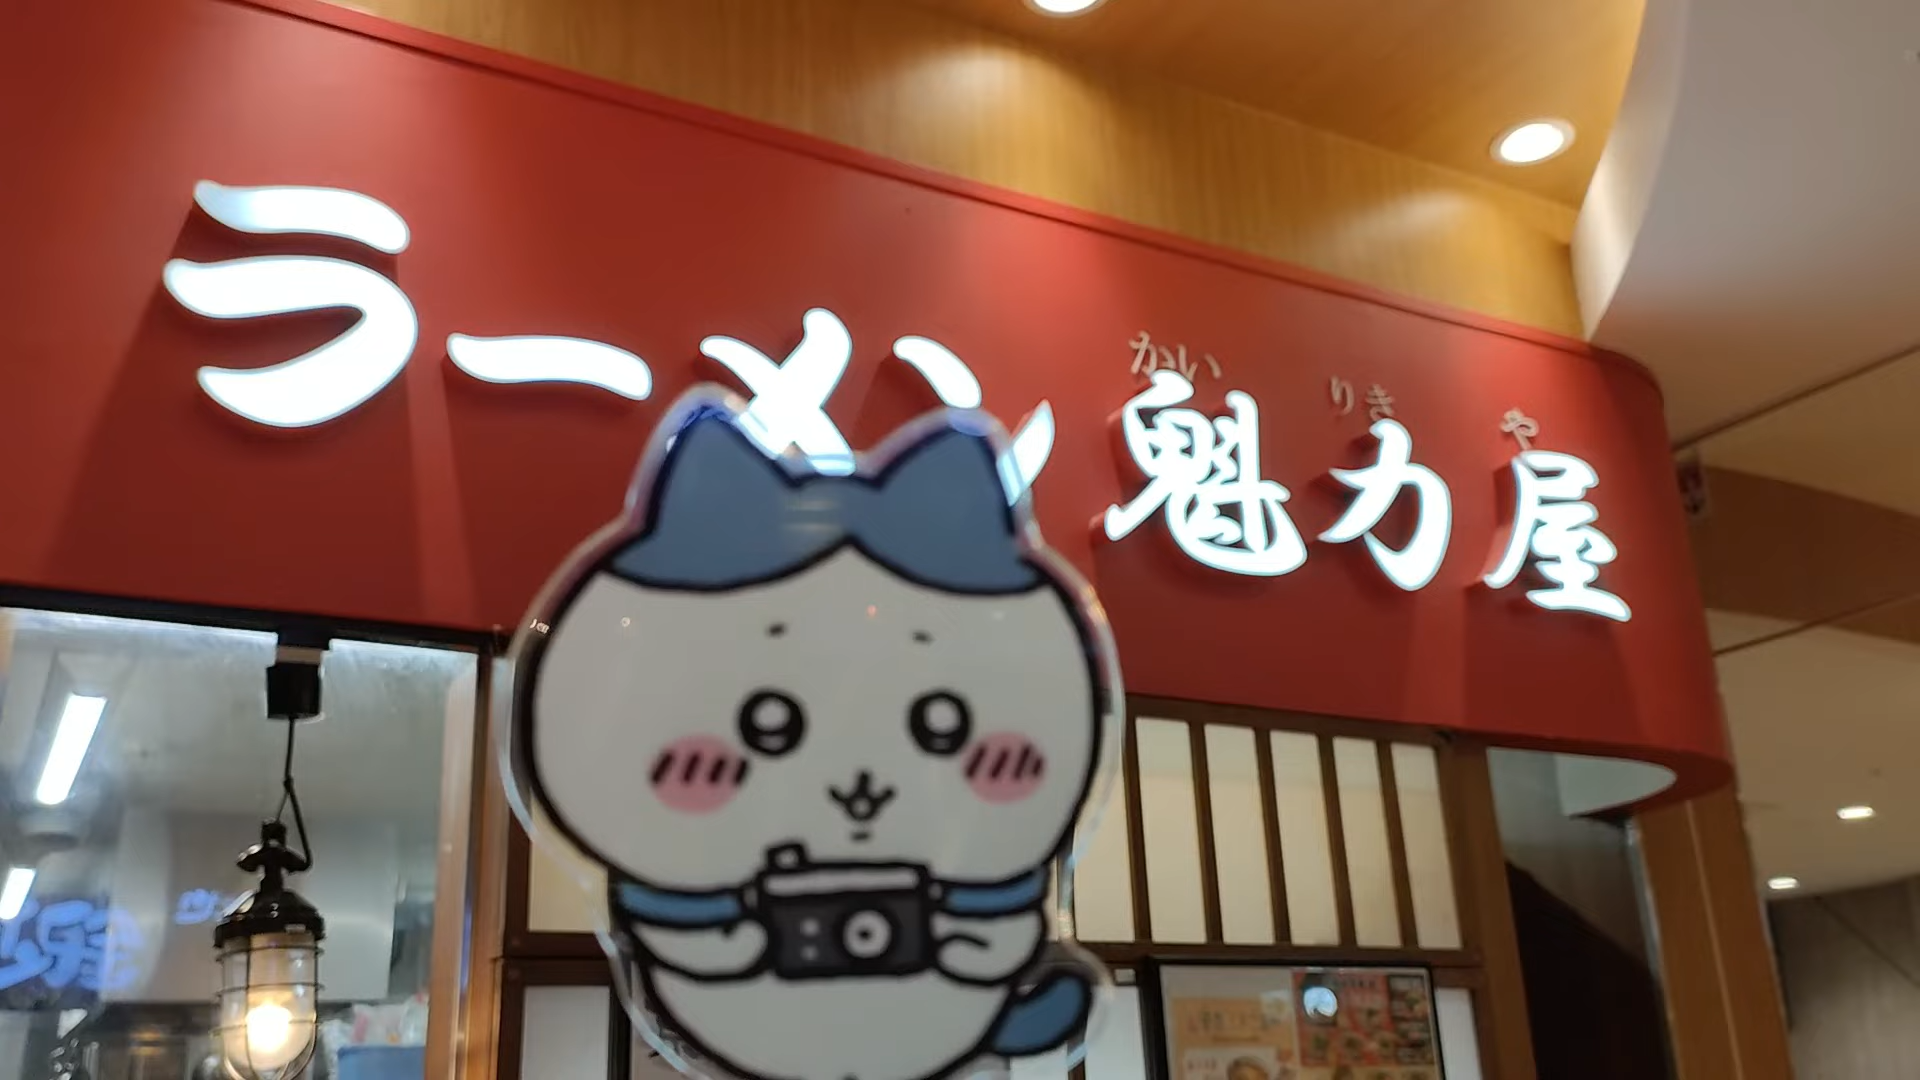 ラーメン 魁力屋
かい りき や